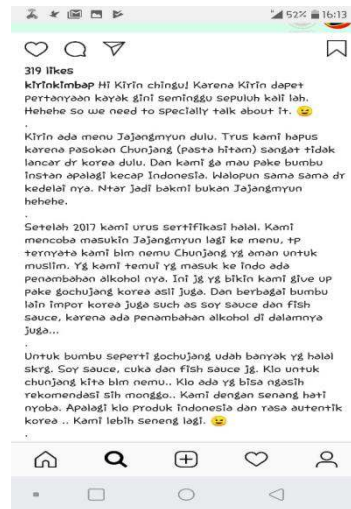 52% 16:13
319 likes
kirinkimbap Hi Kirin chingu! Karena Kirin dapet
pertanyaan kayak gini seminggu sepuluh kali lah.
Hehehe so we need to specially talk about it. 😉
.
Kirin ada menu Jajangmyun dulu. Trus kami hapus
karena pasokan Chunjang (pasta hitam) sangat tidak
lancar dr korea dulu. Dan kami ga mau pake bumbu
instan apalagi kecap Indonesia. Walopun sama sama dr
kedelai nya. Ntar jadi bakmi bukan Jajangmyun
hehehe.
.
Setelah 2017 kami urus sertifikasi halal. Kami
mencoba masukin Jajangmyun lagi ke menu, tp
ternyata kami blm nemu Chunjang yg aman untuk
muslim. Yg kami temui yg masuk ke indo ada
penambahan alkohol nya. Ini jg yg bikin kami give up
pake gochujang korea asli juga. Dan berbagai bumbu
lain impor korea juga such as soy sauce dan fish
sauce, karena ada penambahan alkohol di dalamnya
juga...
.
Untuk bumbu seperti gochujang udah banyak yg halal
skrg. Soy sauce, cuka dan fish sauce jg. Klo untuk
chunjang kita blm nemu.. Klo ada yg bisa ngasih
rekomendasi sih monggo.. Kami dengan senang hati
nyoba. Apalagi klo produk indonesia dan rasa autentik
korea .. Kami lebih seneng lagi. 😉
.